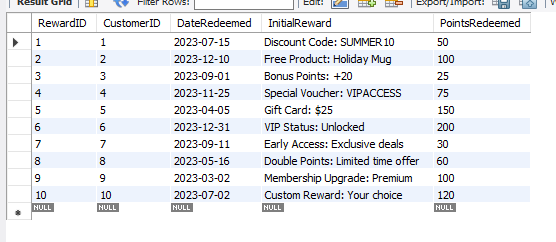 Result Grid Filter Rows: Edit: Export/Import:
RewardID CustomerID DateRedeemed InitialReward PointsRedeemed
1 1 2023-07-15 Discount Code: SUMMER10 50
2 2 2023-12-10 Free Product: Holiday Mug 100
3 3 2023-09-01 Bonus Points: +20 25
4 4 2023-11-25 Special Voucher: VIPACCESS 75
5 5 2023-04-05 Gift Card: $25 150
6 6 2023-12-31 VIP Status: Unlocked 200
7 7 2023-09-11 Early Access: Exclusive deals 30
8 8 2023-05-16 Double Points: Limited time offer 60
9 9 2023-03-02 Membership Upgrade: Premium 100
10 10 2023-07-02 Custom Reward: Your choice 120
NULL NULL NULL NULL NULL